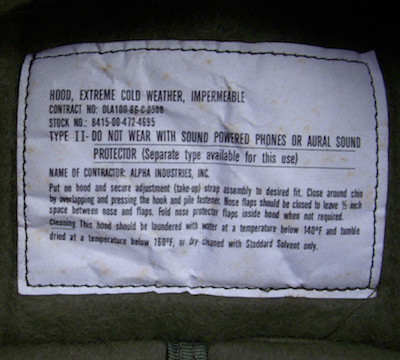 HOOD, EXTREME COLD WEATHER, IMPERMEABLE
CONTRACT NO: DLA100-86-C-0508
STOCK NO.: 8415-00-472-4695
TYPE II-DO NOT WEAR WITH SOUND POWERED PHONES OR AURAL SOUND
PROTECTOR (Separate type available for this use)
NAME OF CONTRACTOR: ALPHA INDUSTRIES, INC.
Put on hood and secure adjustment (take-up) strap assembly to desired fit. Close around chin
by overlapping and pressing the hook and pile fastener. Nose flaps should be closed to leave ½ inch
space between nose and flaps. Fold nose protector flaps inside hood when not required.
Cleaning This hood should be laundered with water at a temperature below 140°F and tumble
dried at a temperature below 160°F, or dry cleaned with Stoddard Solvent only.